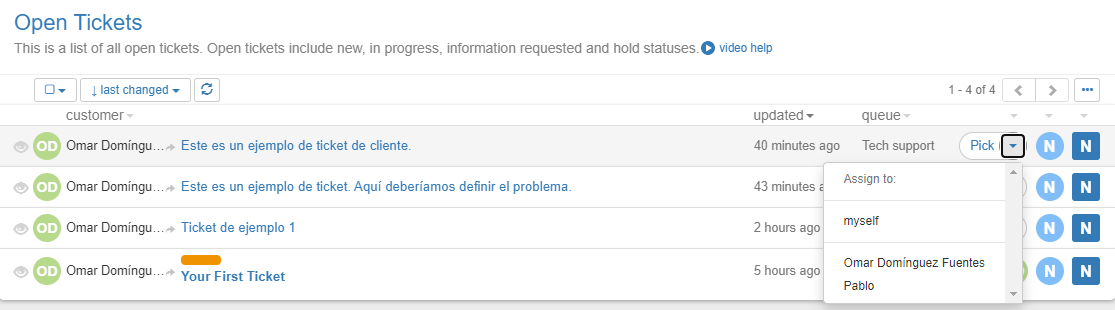 Open Tickets
This is a list of all open tickets. Open tickets include new, in progress, information requested and hold statuses. video help
last changed 1 - 4 of 4
customer updated queue
OD Omar Domíngu… Este es un ejemplo de ticket de cliente. 40 minutes ago Tech support Pick N N
OD Omar Domíngu… Este es un ejemplo de ticket. Aquí deberíamos definir el problema. 43 minutes N N
OD Omar Domíngu… Ticket de ejemplo 1 2 hours ago N N
OD Omar Domíngu… Your First Ticket 5 hours ago N N
Assign to:
myself
Omar Domínguez Fuentes
Pablo